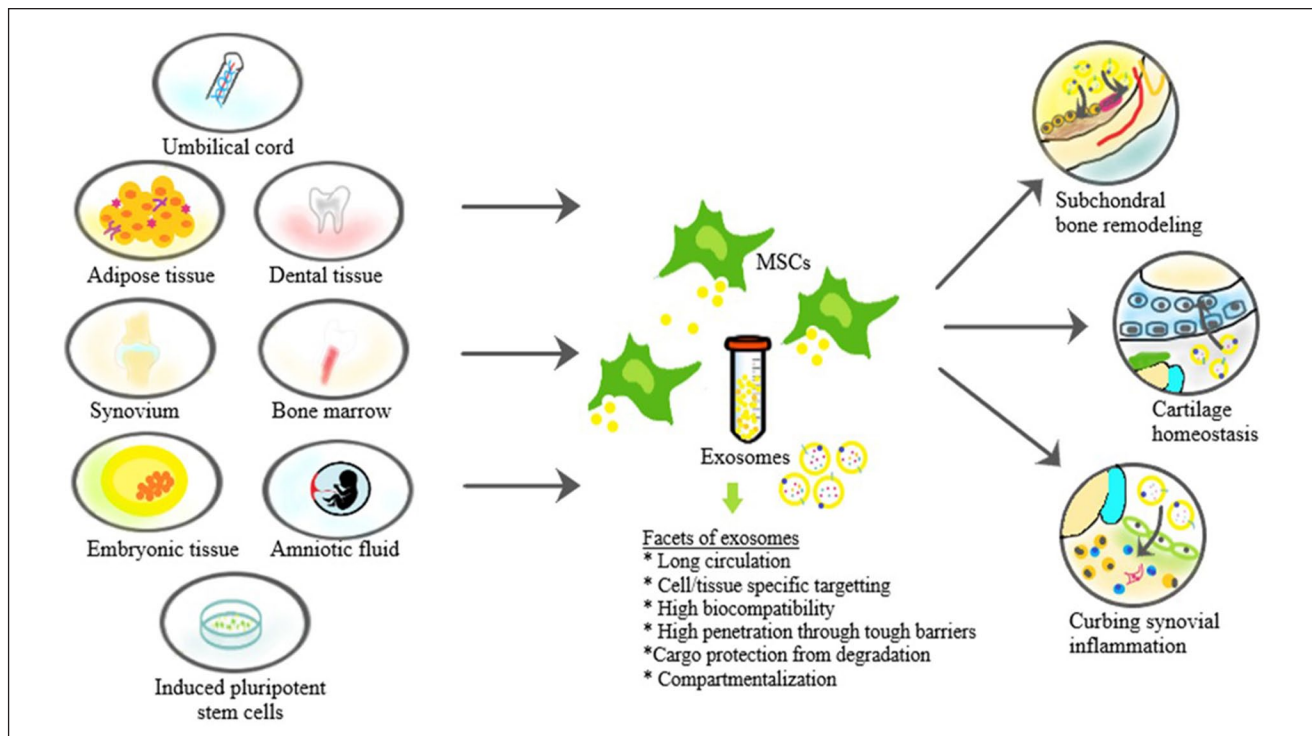 Umbilical cord
Adipose tissue
Dental tissue
Synovium
Bone marrow
Embryonic tissue
Amniotic fluid
Induced pluripotent
stem cells
MSCs
Exosomes
Facets of exosomes
* Long circulation
* Cell/tissue specific targetting
* High biocompatibility
* High penetration through tough barriers
*Cargo protection from degradation
* Compartmentalization
Subchondral
bone remodeling
Cartilage
homeostasis
Curbing synovial
inflammation